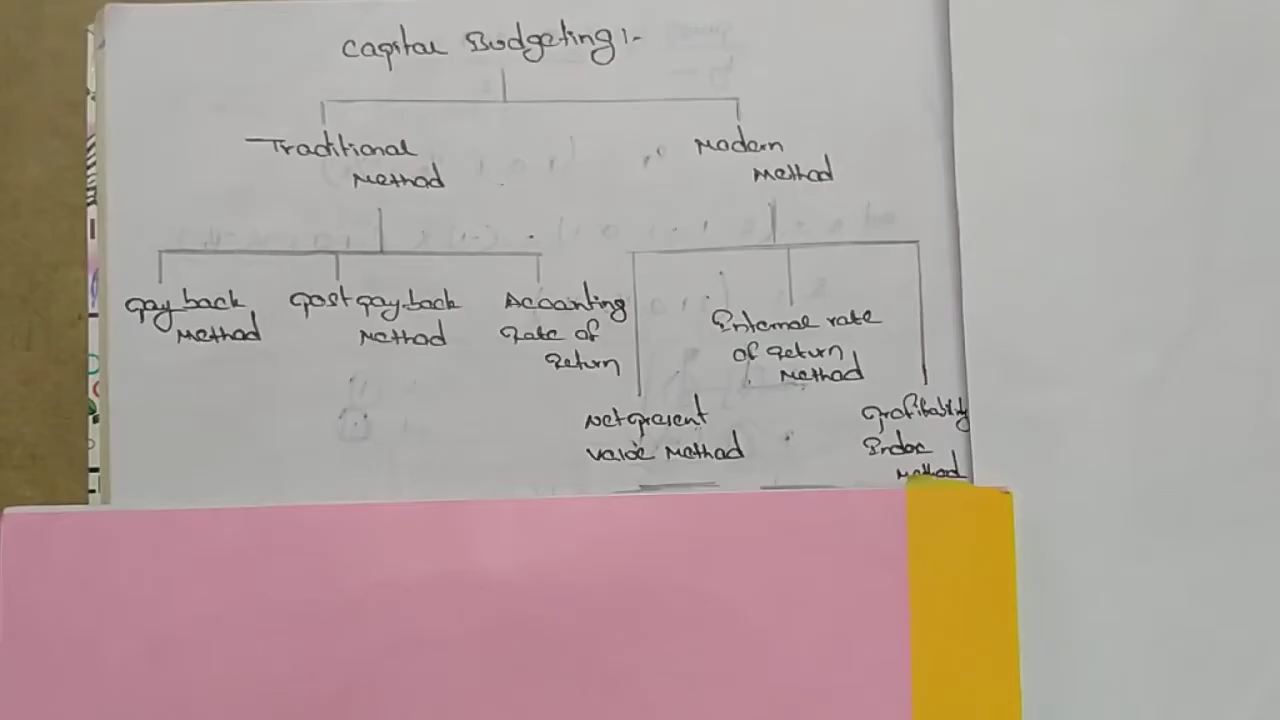 Capital Budgeting :-
Traditional
Method
Modern
Method
Pay back
Method
Post pay-back
Method
Accounting
Rate of
Return
Internal rate
of Return
Method
Net present
Value Method
Profitability
Index
Method